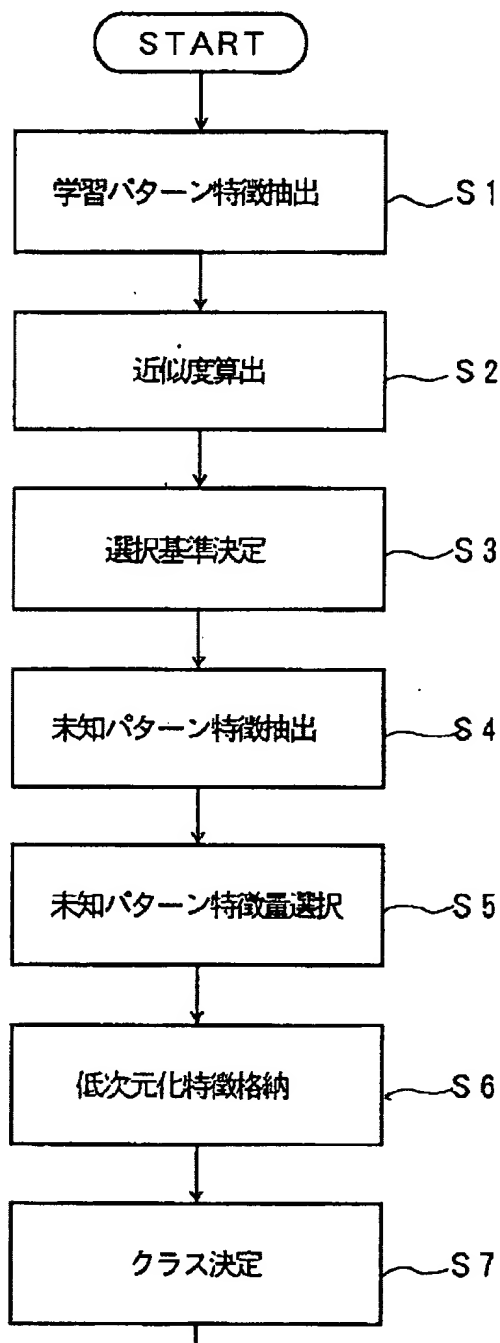 START
学習パターン特徴抽出
S1
近似度算出
S2
選択基準決定
S3
未知パターン特徴抽出
S4
未知パターン特徴量選択
S5
低次元化特徴格納
S6
クラス決定
S7